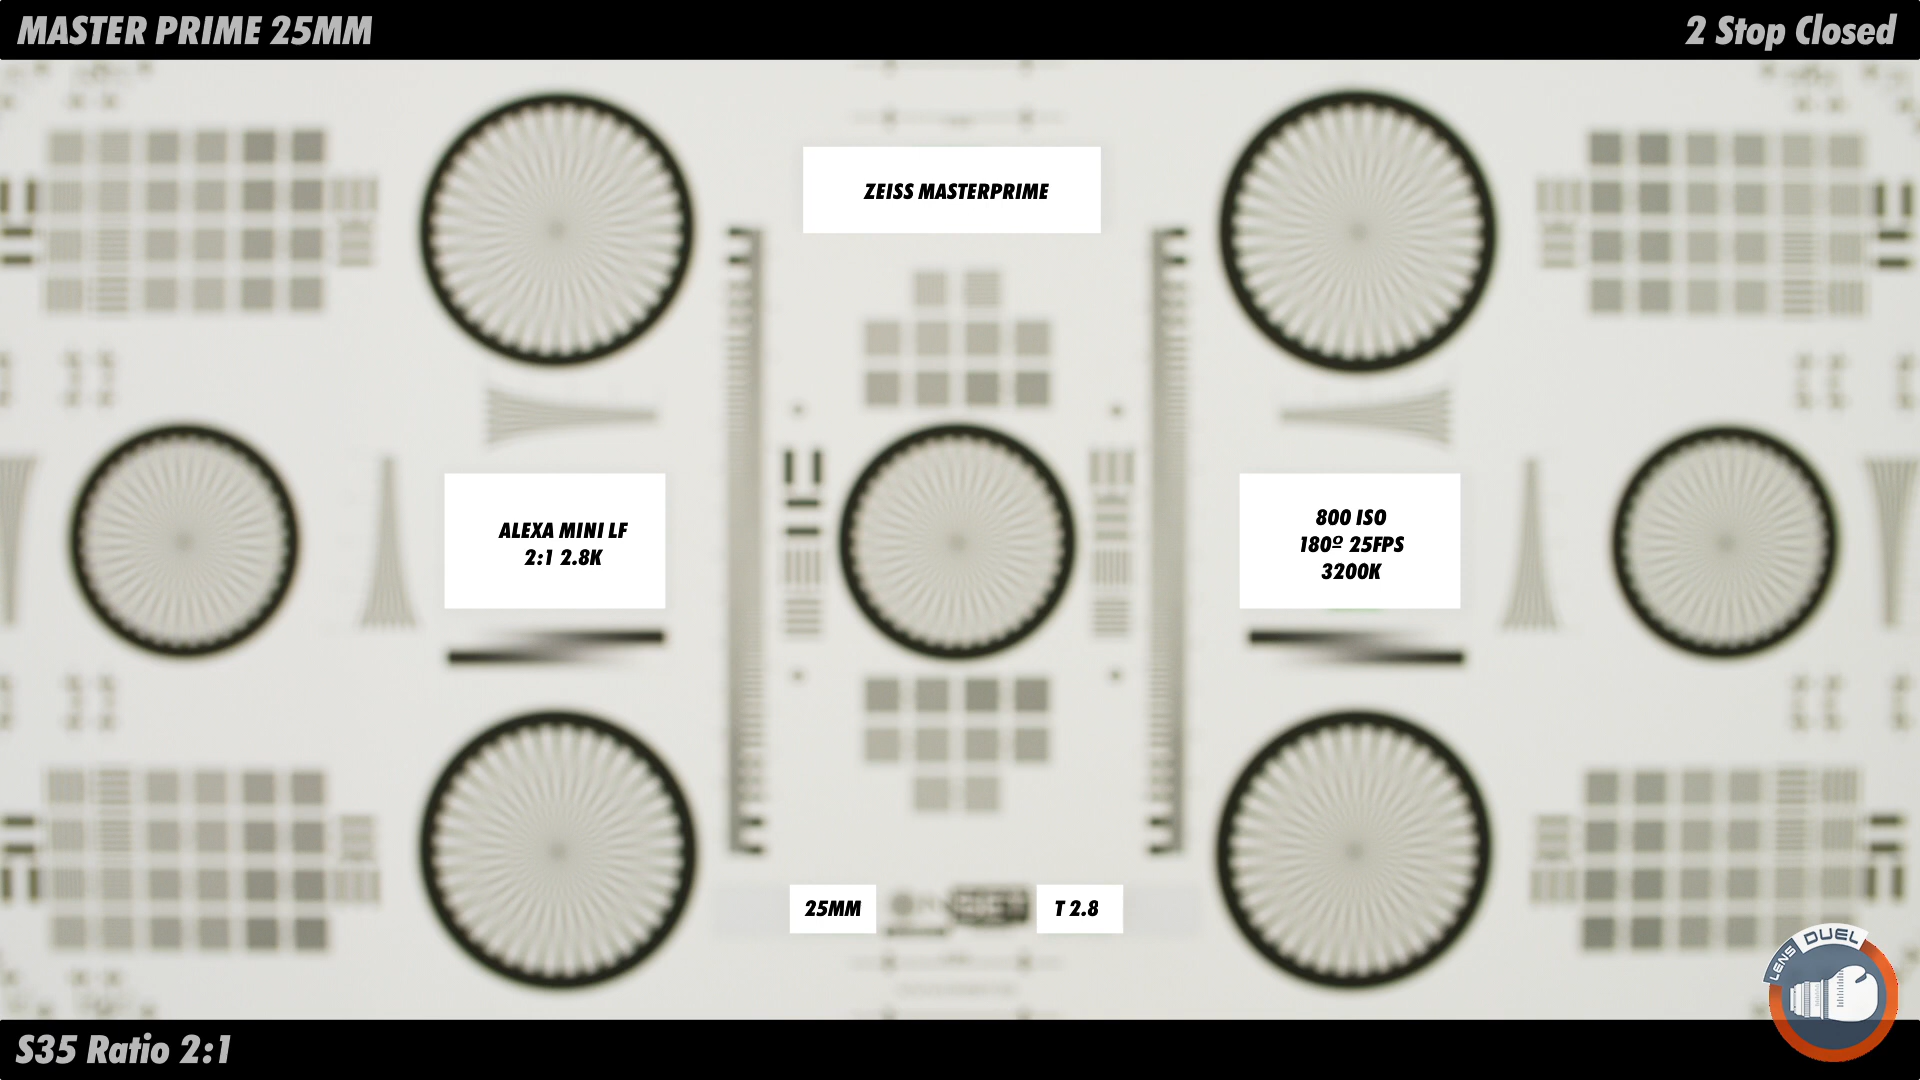 MASTER PRIME 25MM
2 Stop Closed
ZEISS MASTERPRIME
ALEXA MINI LF
2:1 2.8K
800 ISO
180º 25FPS
3200K
25MM
T 2.8
LENS DUEL
S35 Ratio 2:1